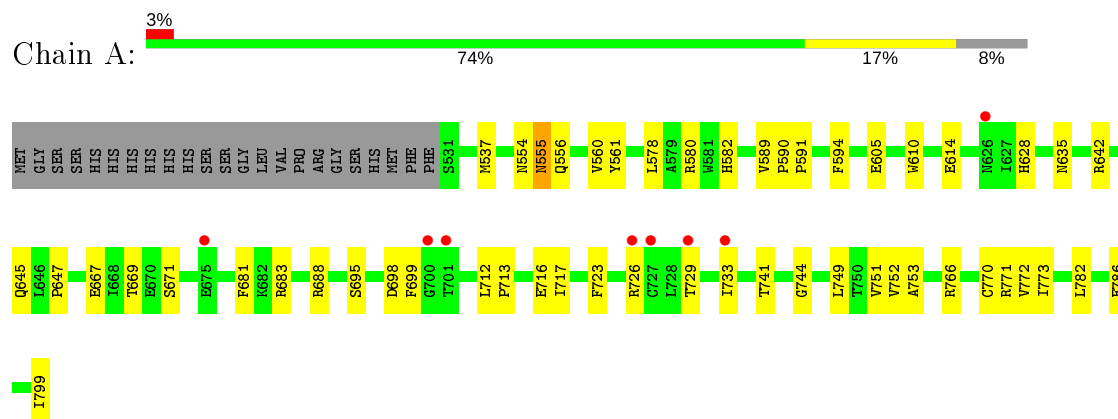 3%
Chain A:
74% 17% 8%
MET GLY SER SER HIS HIS HIS HIS HIS HIS SER SER GLY LEU VAL PRO ARG GLY SER HIS MET PHE PHE S531 M537 N554 N555 Q556 V560 Y561 L578 A579 R580 W581 H582 V589 P590 P591 F594 E605 W610 E614 N626 I627 H628 N635 R642
Q645 L646 P647 E667 I668 T669 E670 S671 E675 F681 K682 R683 R688 S695 D698 F699 G700 T701 L712 P713 E716 I717 F723 R726 C727 L728 T729 I733 T741 G744 L749 T750 V751 V752 A753 R766 C770 R771 V772 I773 L782
I799